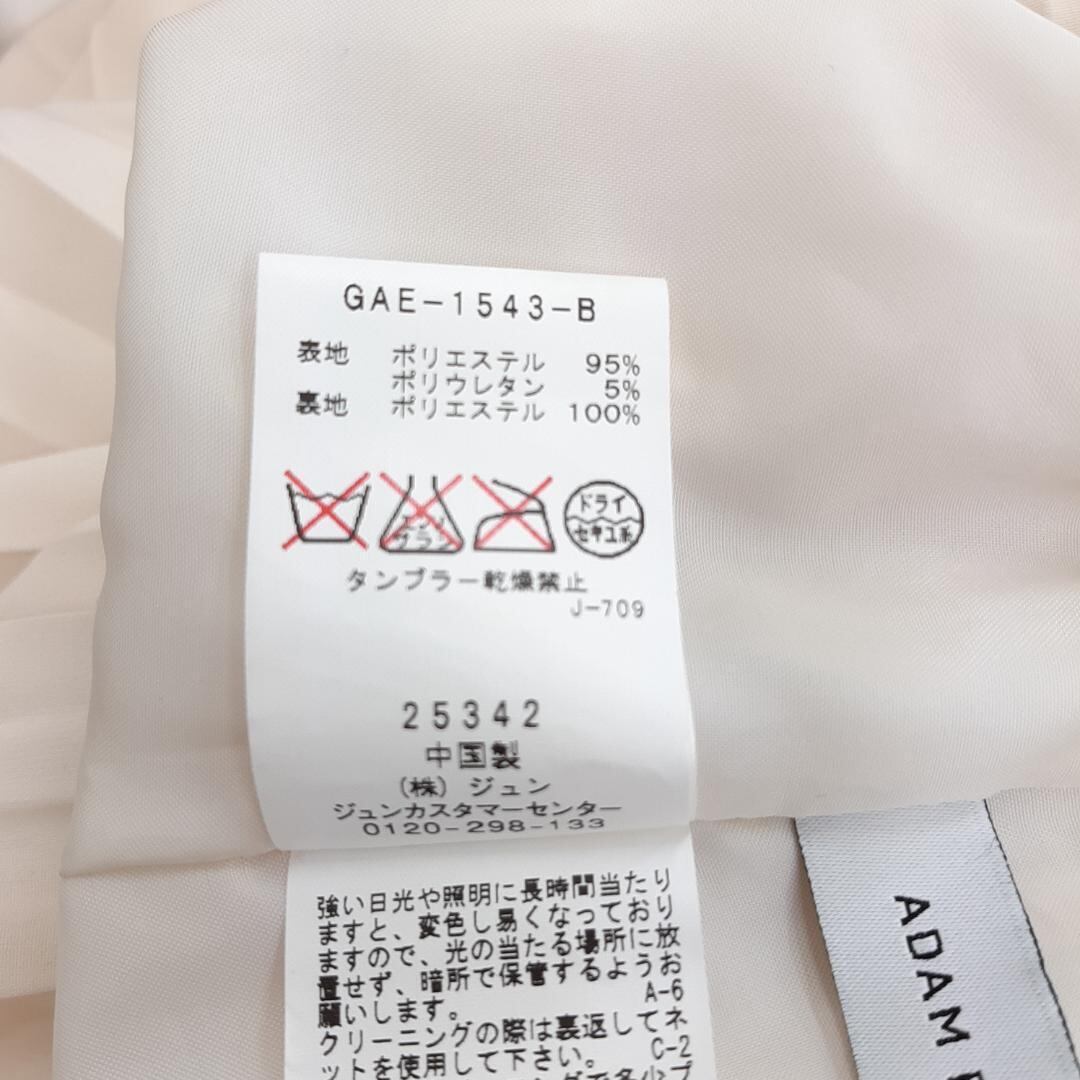 GAE-1543-B
表地 ポリエステル 95%
ポリウレタン 5%
裏地 ポリエステル 100%
エンソ
サラシ
ドライ
セキユ系
タンブラー乾燥禁止
J-709
25342
中国製
(株) ジュン
ジュンカスタマーセンター
0120-298-133
強い日光や照明に長時間当たり
ますと、変色し易くなっており
ますので、光の当たる場所に放
置せず、暗所で保管するようお
願いします。 A-6
クリーニングの際は裏返してネ
ットを使用して下さい。 C-2
ADAM